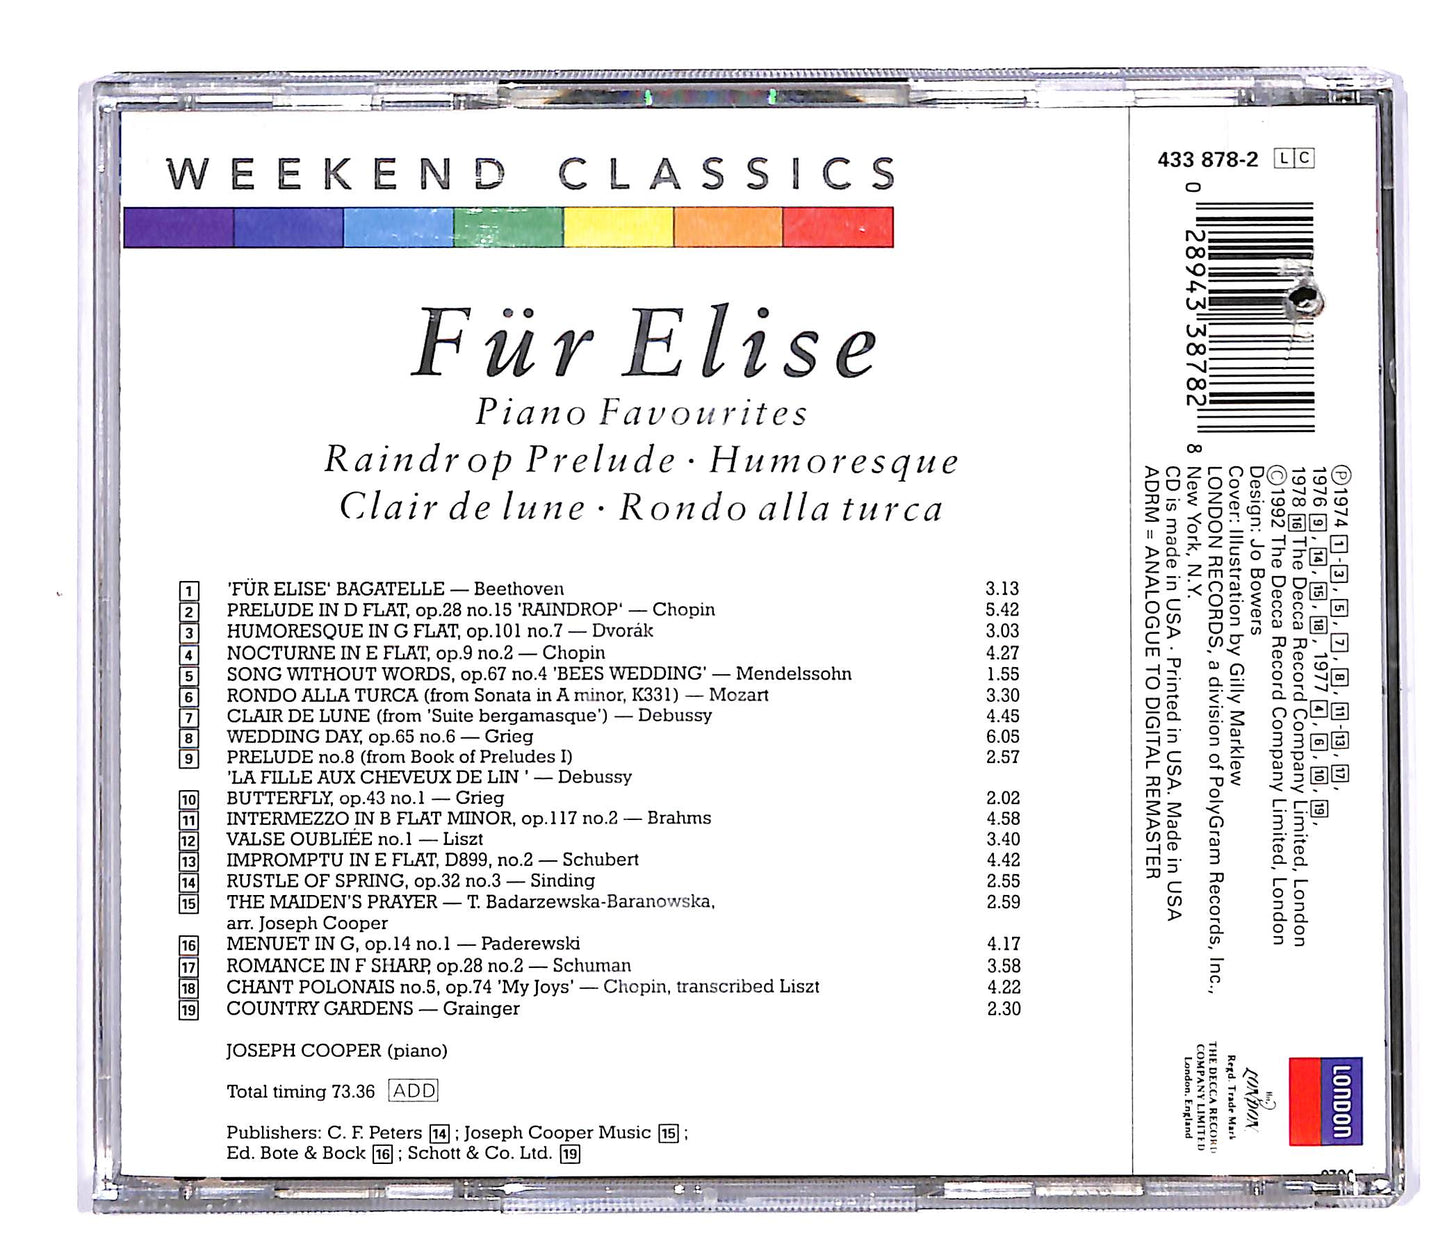 WEEKEND CLASSICS
Für Elise
Piano Favourites
Raindrop Prelude · Humoresque
Clair de lune · Rondo alla turca
1 'FÜR ELISE' BAGATELLE — Beethoven 3.13
2 PRELUDE IN D FLAT, op.28 no.15 'RAINDROP' — Chopin 5.42
3 HUMORESQUE IN G FLAT, op.101 no.7 — Dvorák 3.03
4 NOCTURNE IN E FLAT, op.9 no.2 — Chopin 4.27
5 SONG WITHOUT WORDS, op.67 no.4 'BEES WEDDING' — Mendelssohn 1.55
6 RONDO ALLA TURCA (from Sonata in A minor, K331) — Mozart 3.30
7 CLAIR DE LUNE (from 'Suite bergamasque') — Debussy 4.45
8 WEDDING DAY, op.65 no.6 — Grieg 6.05
9 PRELUDE no.8 (from Book of Preludes I) 2.57
'LA FILLE AUX CHEVEUX DE LIN ' — Debussy
10 BUTTERFLY, op.43 no.1 — Grieg 2.02
11 INTERMEZZO IN B FLAT MINOR, op.117 no.2 — Brahms 4.58
12 VALSE OUBLIÉE no.1 — Liszt 3.40
13 IMPROMPTU IN E FLAT, D899, no.2 — Schubert 4.42
14 RUSTLE OF SPRING, op.32 no.3 — Sinding 2.55
15 THE MAIDEN'S PRAYER — T. Badarzewska-Baranowska, 2.59
arr. Joseph Cooper
16 MENUET IN G, op.14 no.1 — Paderewski 4.17
17 ROMANCE IN F SHARP, op.28 no.2 — Schuman 3.58
18 CHANT POLONAIS no.5, op.74 'My Joys' — Chopin, transcribed Liszt 4.22
19 COUNTRY GARDENS — Grainger 2.30
JOSEPH COOPER (piano)
Total timing 73.36 ADD
Publishers: C. F. Peters 14 ; Joseph Cooper Music 15 ;
Ed. Bote & Bock 16 ; Schott & Co. Ltd. 19
433 878-2 LC
0 28943 38782 8
℗1974 1-3, 5, 7, 8, 11-13, 17,
1976 9, 14, 15, 18, 1977 4, 6, 10, 19,
1978 16 The Decca Record Company Limited, London
©1992 The Decca Record Company Limited, London
Design: Jo Bowers
Cover: Illustration by Gilly Marklew
LONDON RECORDS, a division of PolyGram Records, Inc.,
New York, N.Y.
CD is made in USA · Printed in USA. Made in USA
ADRM = ANALOGUE TO DIGITAL REMASTER
LONDON
LONDON
Regd. Trade Mark
THE DECCA RECORD
COMPANY LIMITED
London, England